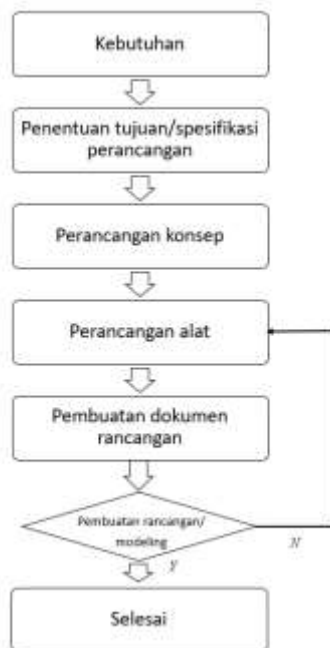 Kebutuhan
Penentuan tujuan/spesifikasi
perancangan
Perancangan konsep
Perancangan alat
Pembuatan dokumen
rancangan
Pembuatan rancangan/
modeling
N
Y
Selesai